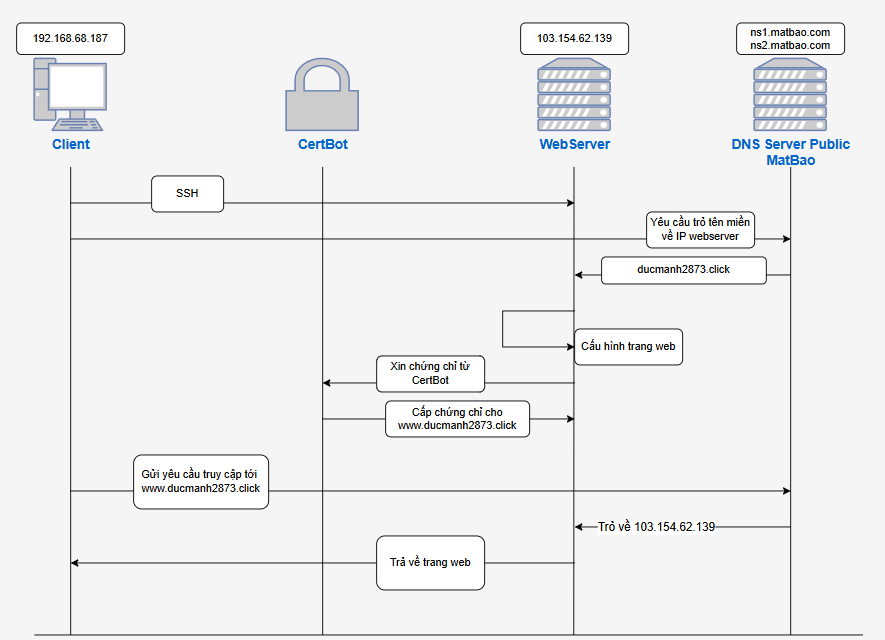 192.168.68.187
103.154.62.139
ns1.matbao.com
ns2.matbao.com
Client
CertBot
WebServer
DNS Server Public
MatBao
SSH
Yêu cầu trỏ tên miền
về IP webserver
ducmanh2873.click
Cấu hình trang web
Xin chứng chỉ từ
CertBot
Cấp chứng chỉ cho
www.ducmanh2873.click
Gửi yêu cầu truy cập tới
www.ducmanh2873.click
Trỏ về 103.154.62.139
Trả về trang web